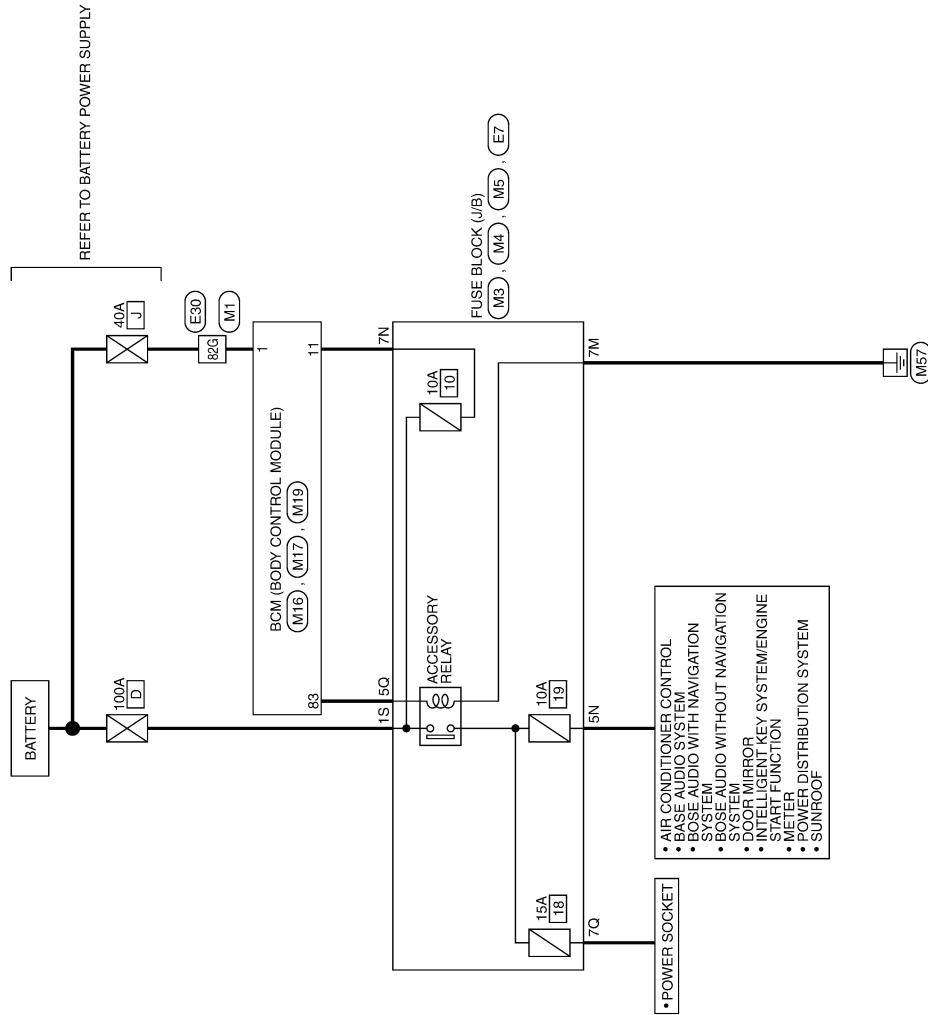 REFER TO BATTERY POWER SUPPLY
BATTERY
100A
D
40A
J
82G
E30
M1
BCM (BODY CONTROL MODULE)
M16 , M17 , M19
1
11
83
1S
5Q
7N
FUSE BLOCK (J/B)
M3 , M4 , M5 , E7
ACCESSORY
RELAY
10A
10
15A
18
10A
19
7Q
5N
7M
M57
• POWER SOCKET
• AIR CONDITIONER CONTROL
• BASE AUDIO SYSTEM
• BOSE AUDIO WITH NAVIGATION
SYSTEM
• BOSE AUDIO WITHOUT NAVIGATION
SYSTEM
• DOOR MIRROR
• INTELLIGENT KEY SYSTEM/ENGINE
START FUNCTION
• METER
• POWER DISTRIBUTION SYSTEM
• SUNROOF